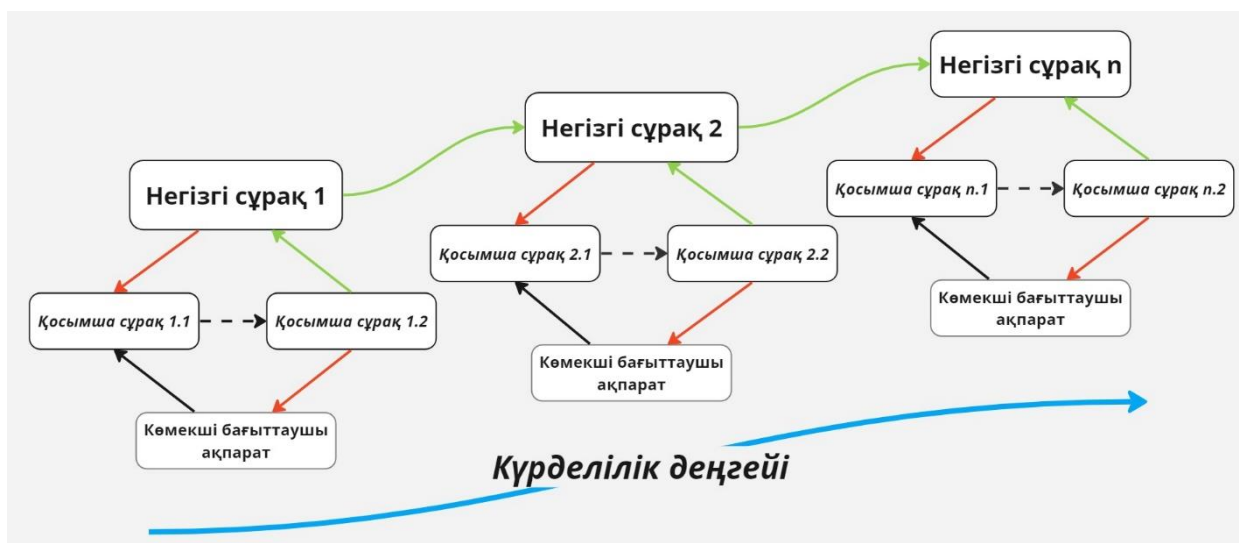 Негізгі сұрақ n
Негізгі сұрақ 2
Негізгі сұрақ 1
Қосымша сұрақ n.1
Қосымша сұрақ n.2
Қосымша сұрақ 2.1
Қосымша сұрақ 2.2
Қосымша сұрақ 1.1
Қосымша сұрақ 1.2
Көмекші бағыттаушы
ақпарат
Көмекші бағыттаушы
ақпарат
Көмекші бағыттаушы
ақпарат
Күрделілік деңгейі